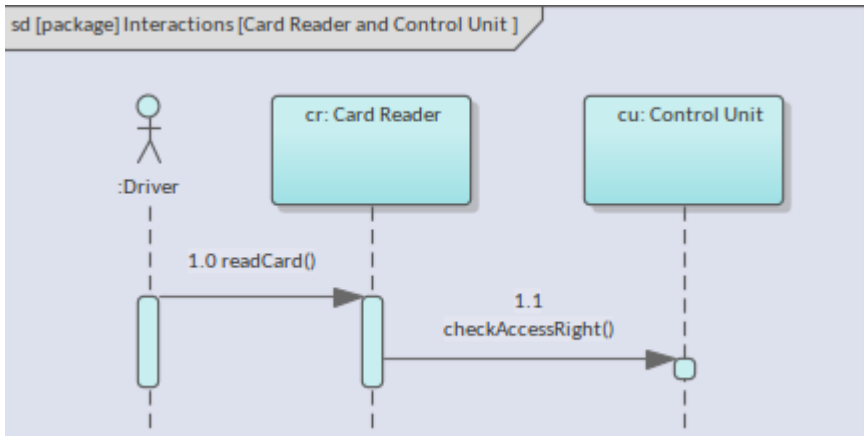 sd [package] Interactions [Card Reader and Control Unit ]
cr: Card Reader
cu: Control Unit
:Driver
1.0 readCard()
1.1
checkAccessRight()